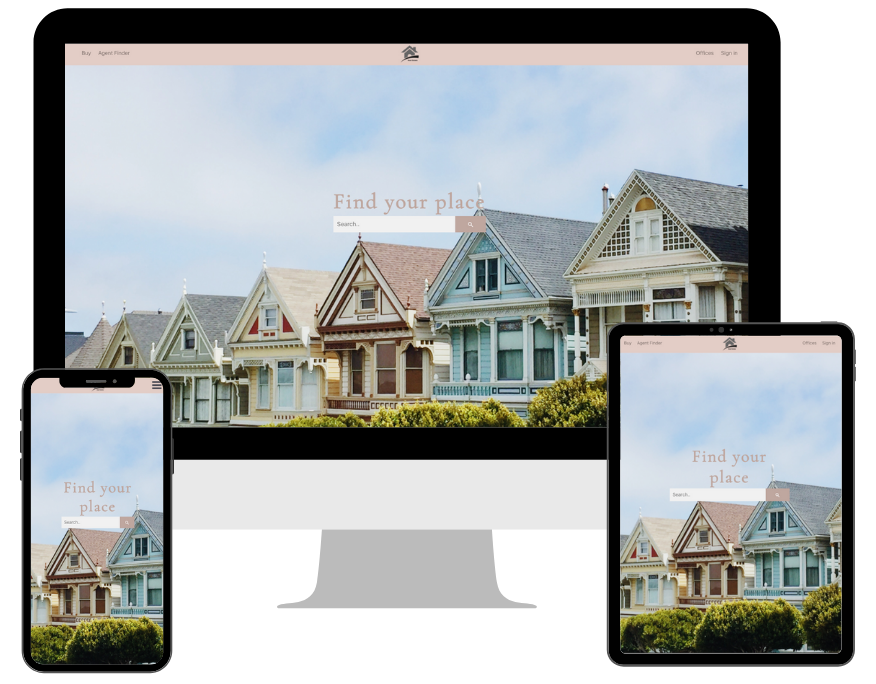 Buy Agent Finder Offices Sign in
Find your place
Search...
Buy Agent Finder Offices Sign in
Find your
place
Search...
Find your
place
Search...